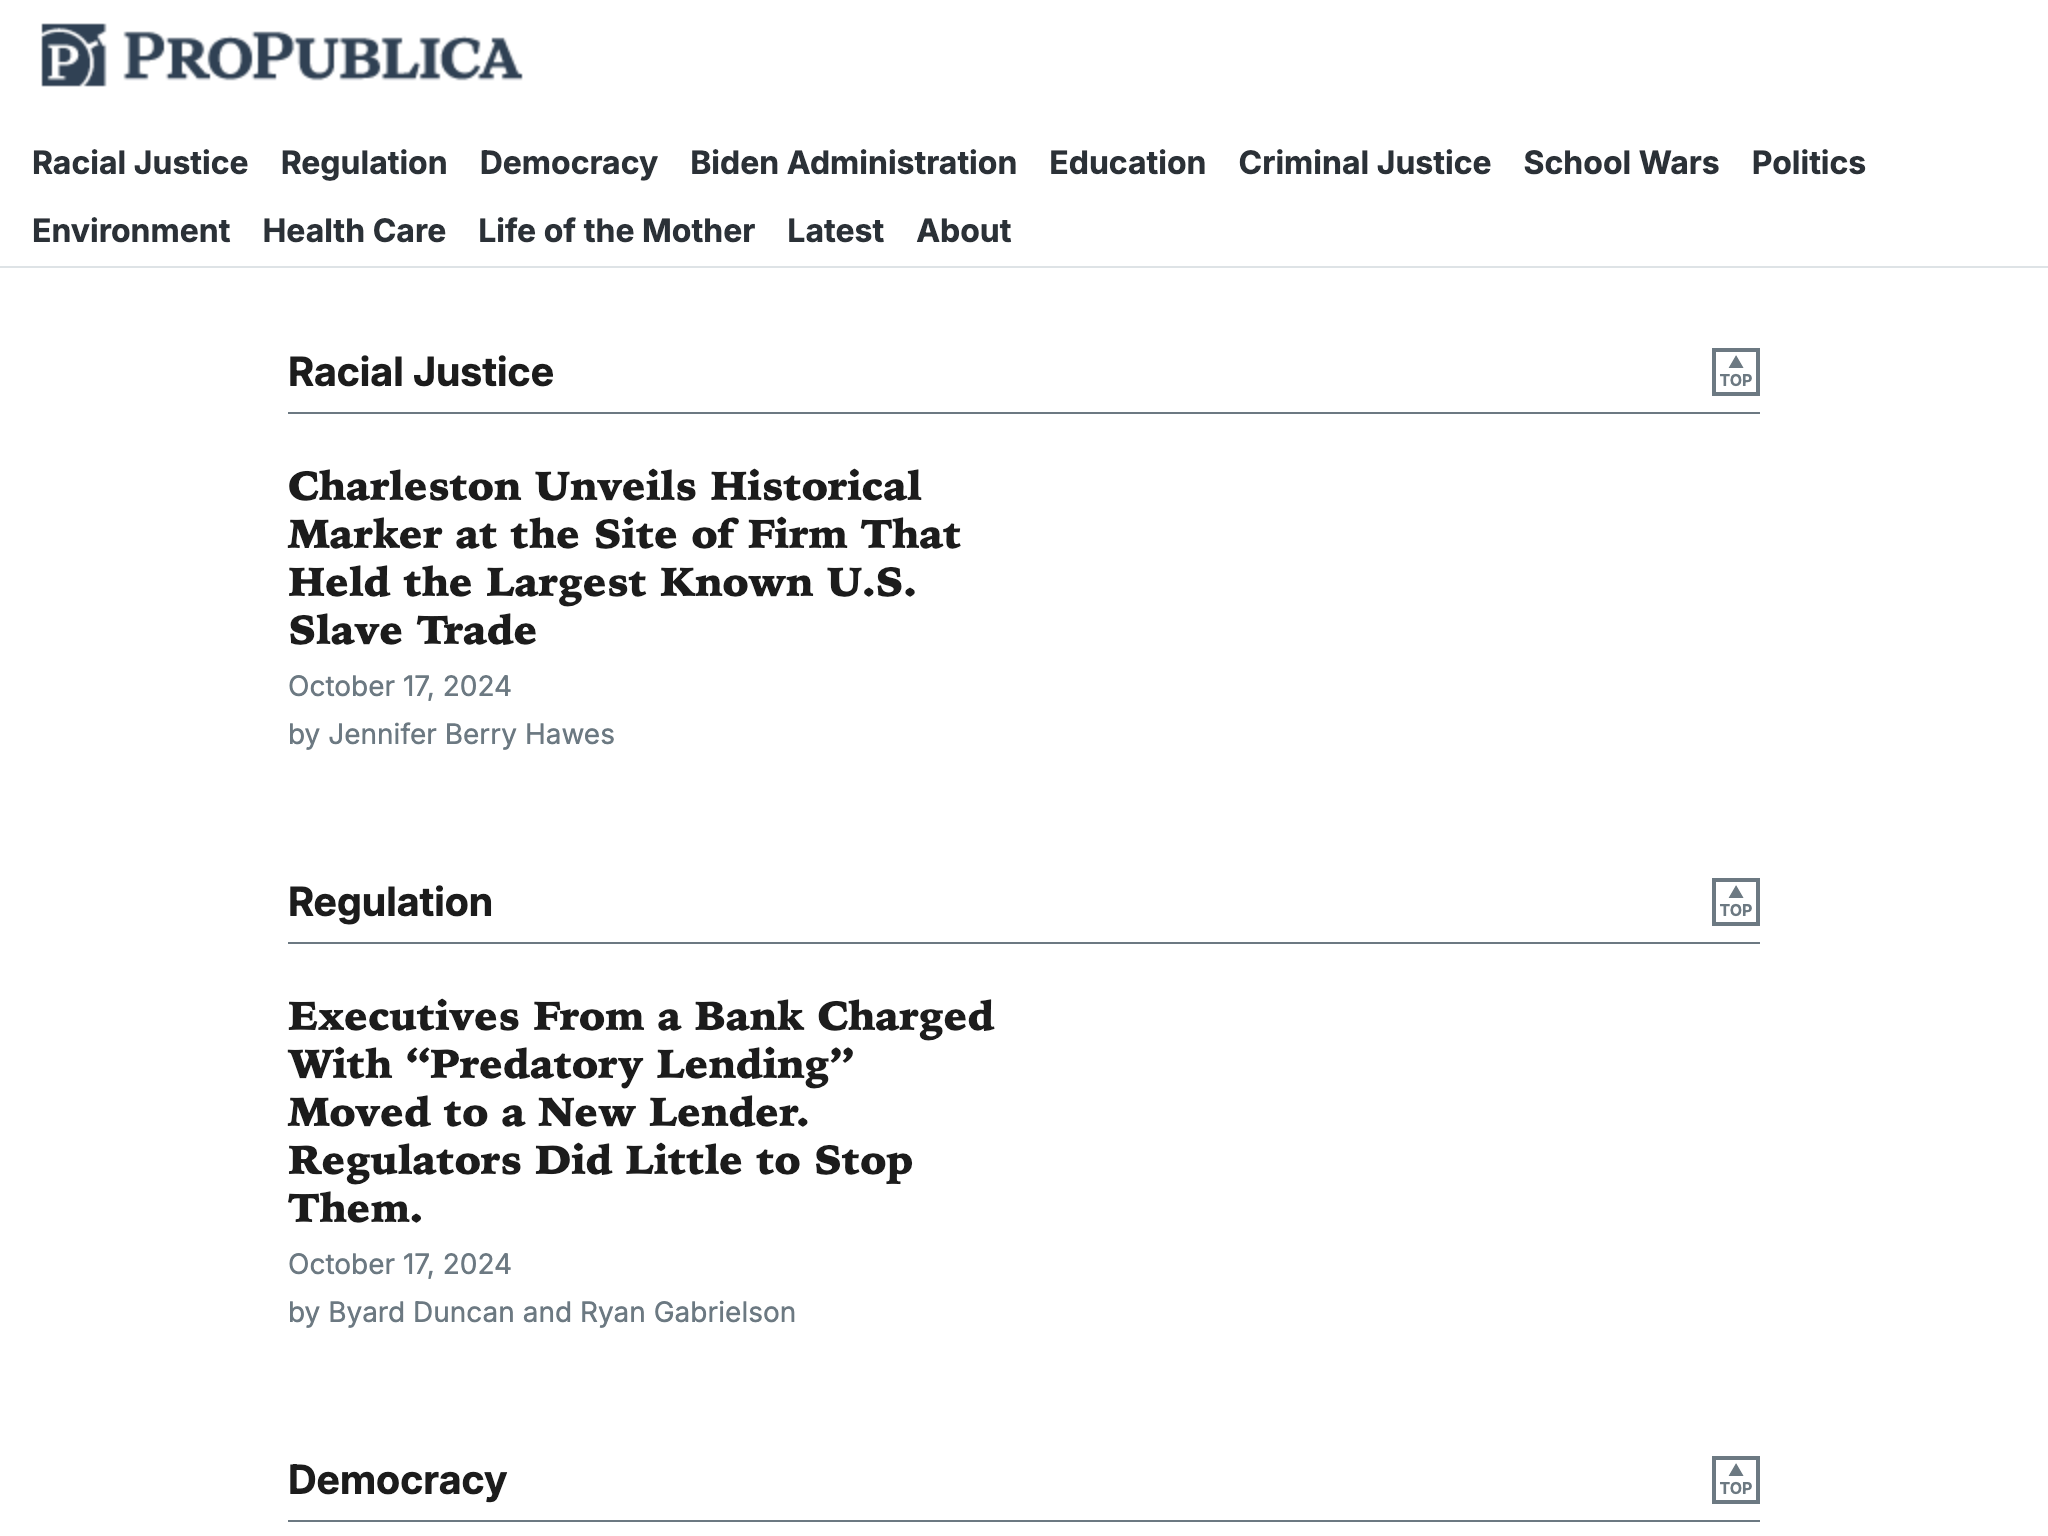 PROPUBLICA
Racial Justice Regulation Democracy Biden Administration Education Criminal Justice School Wars Politics
Environment Health Care Life of the Mother Latest About
Racial Justice
TOP
Charleston Unveils Historical
Marker at the Site of Firm That
Held the Largest Known U.S.
Slave Trade
October 17, 2024
by Jennifer Berry Hawes
Regulation
TOP
Executives From a Bank Charged
With “Predatory Lending”
Moved to a New Lender.
Regulators Did Little to Stop
Them.
October 17, 2024
by Byard Duncan and Ryan Gabrielson
Democracy
TOP